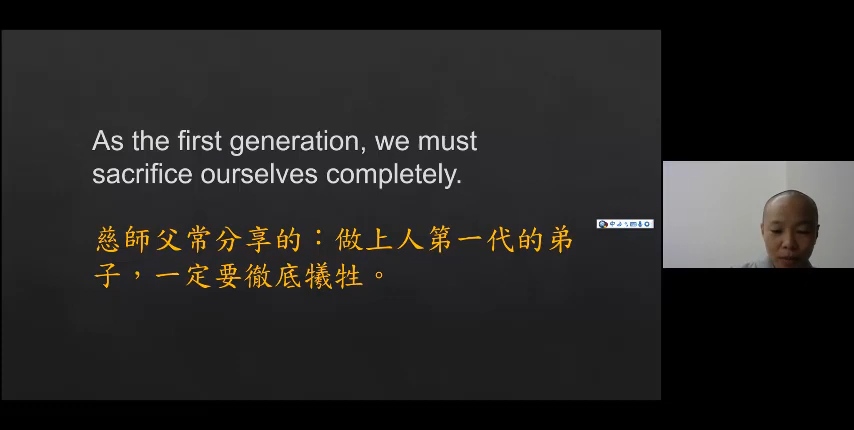 As the first generation, we must
sacrifice ourselves completely.
慈師父常分享的：做上人第一代的弟
子，一定要徹底犧牲。
中